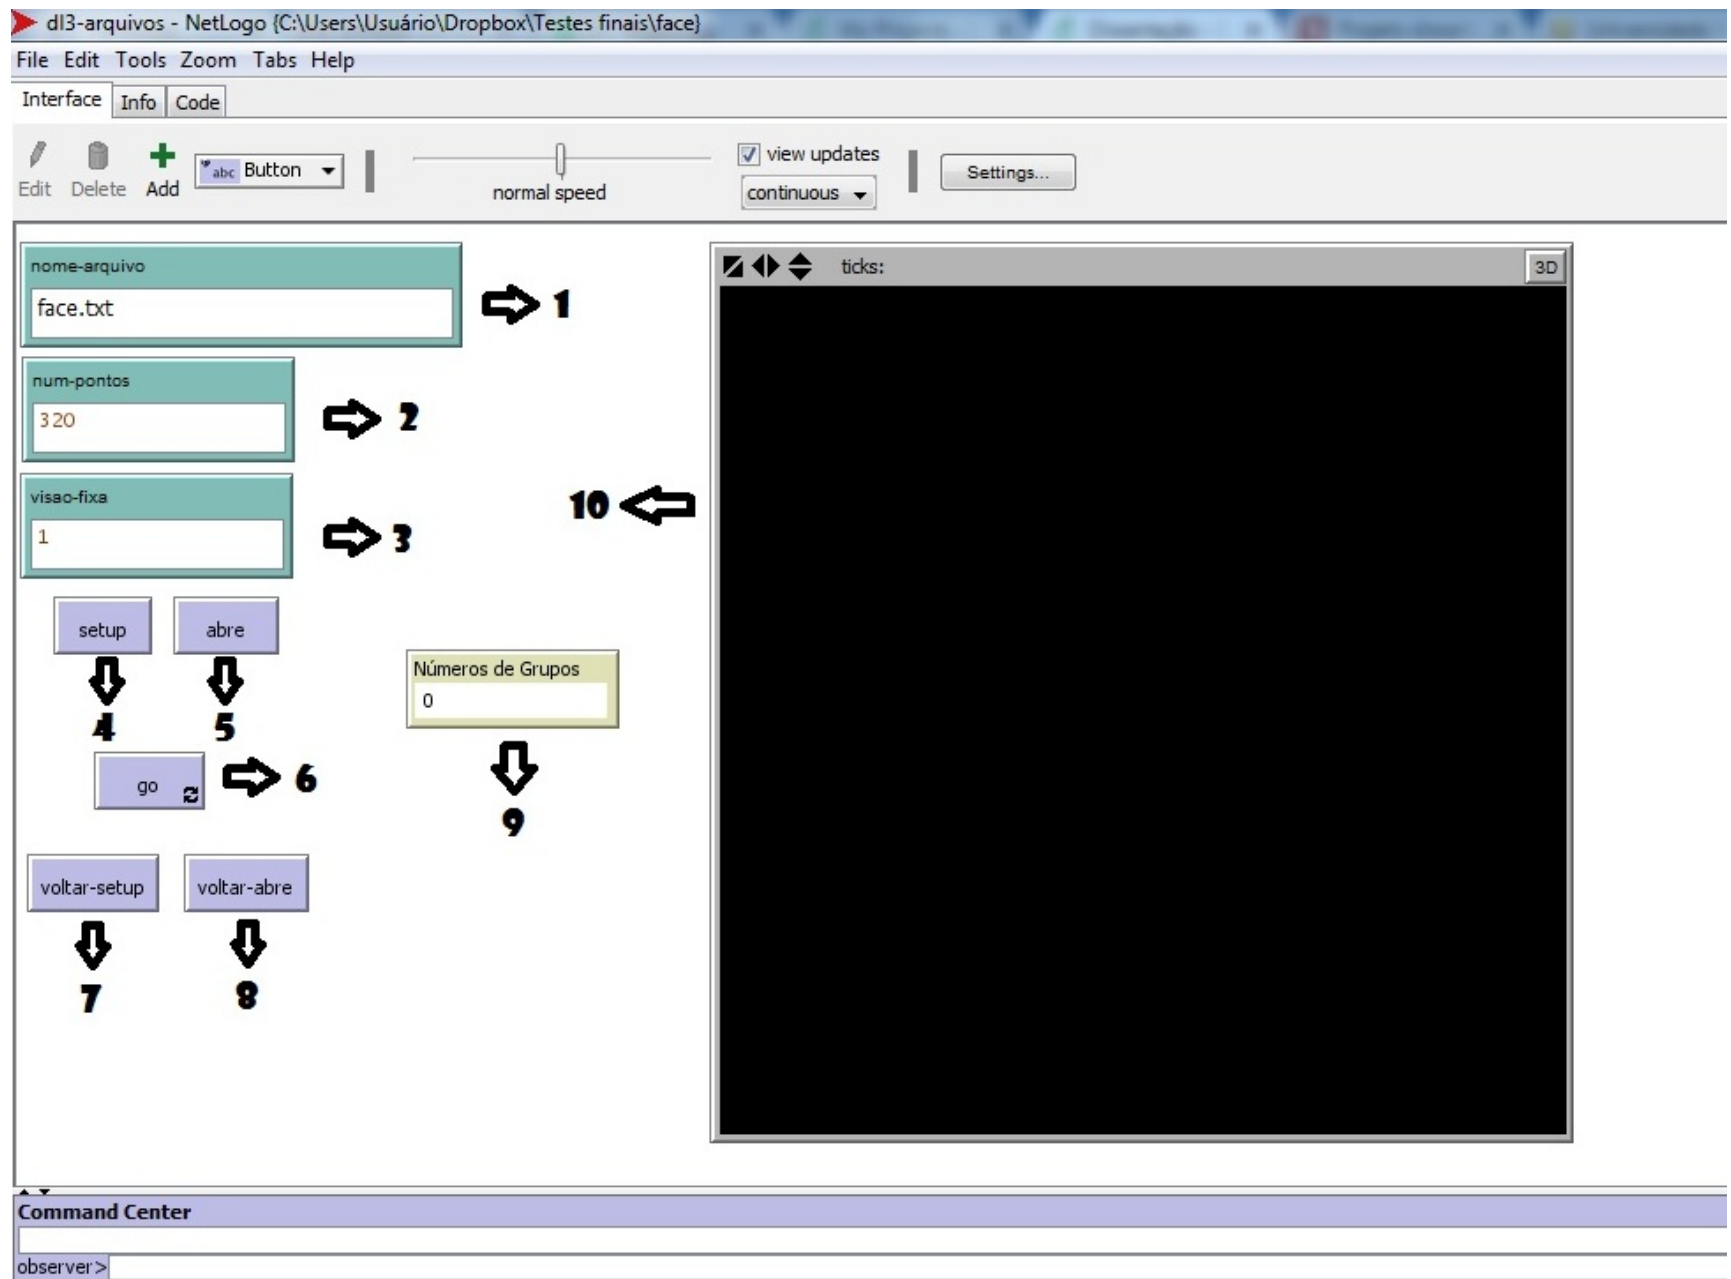 dl3-arquivos - NetLogo {C:\Users\Usuário\Dropbox\Testes finais\face}
File Edit Tools Zoom Tabs Help
Interface Info Code
Edit Delete Add abc Button normal speed view updates continuous Settings...
nome-arquivo
face.txt
1
num-pontos
320
2
visao-fixa
1
3
setup abre
4 5
go 6
voltar-setup voltar-abre
7 8
Números de Grupos
0
9
10
ticks: 3D
Command Center
observer>